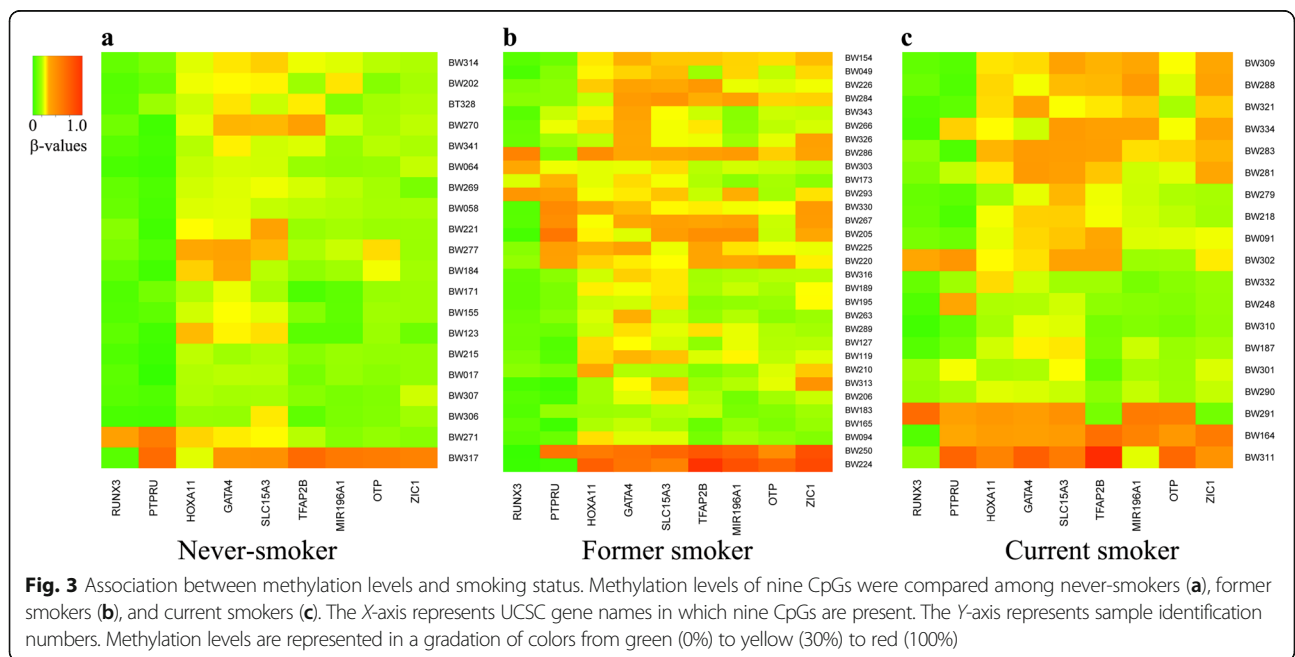 a
0 1.0
β-values
BW314
BW202
BT328
BW270
BW341
BW064
BW269
BW058
BW221
BW277
BW184
BW171
BW155
BW123
BW215
BW017
BW307
BW306
BW271
BW317
RUNX3
PTPRU
HOXA11
GATA4
SLC15A3
TFAP2B
MIR196A1
OTP
ZIC1
Never-smoker
b
BW154
BW049
BW226
BW284
BW343
BW266
BW326
BW286
BW303
BW173
BW293
BW330
BW267
BW205
BW225
BW220
BW316
BW189
BW195
BW263
BW289
BW127
BW119
BW210
BW313
BW206
BW183
BW165
BW094
BW250
BW224
RUNX3
PTPRU
HOXA11
GATA4
SLC15A3
TFAP2B
MIR196A1
OTP
ZIC1
Former smoker
c
BW309
BW288
BW321
BW334
BW283
BW281
BW279
BW218
BW091
BW302
BW332
BW248
BW310
BW187
BW301
BW290
BW291
BW164
BW311
RUNX3
PTPRU
HOXA11
GATA4
SLC15A3
TFAP2B
MIR196A1
OTP
ZIC1
Current smoker
Fig. 3 Association between methylation levels and smoking status. Methylation levels of nine CpGs were compared among never-smokers (a), former
smokers (b), and current smokers (c). The X-axis represents UCSC gene names in which nine CpGs are present. The Y-axis represents sample identification
numbers. Methylation levels are represented in a gradation of colors from green (0%) to yellow (30%) to red (100%)